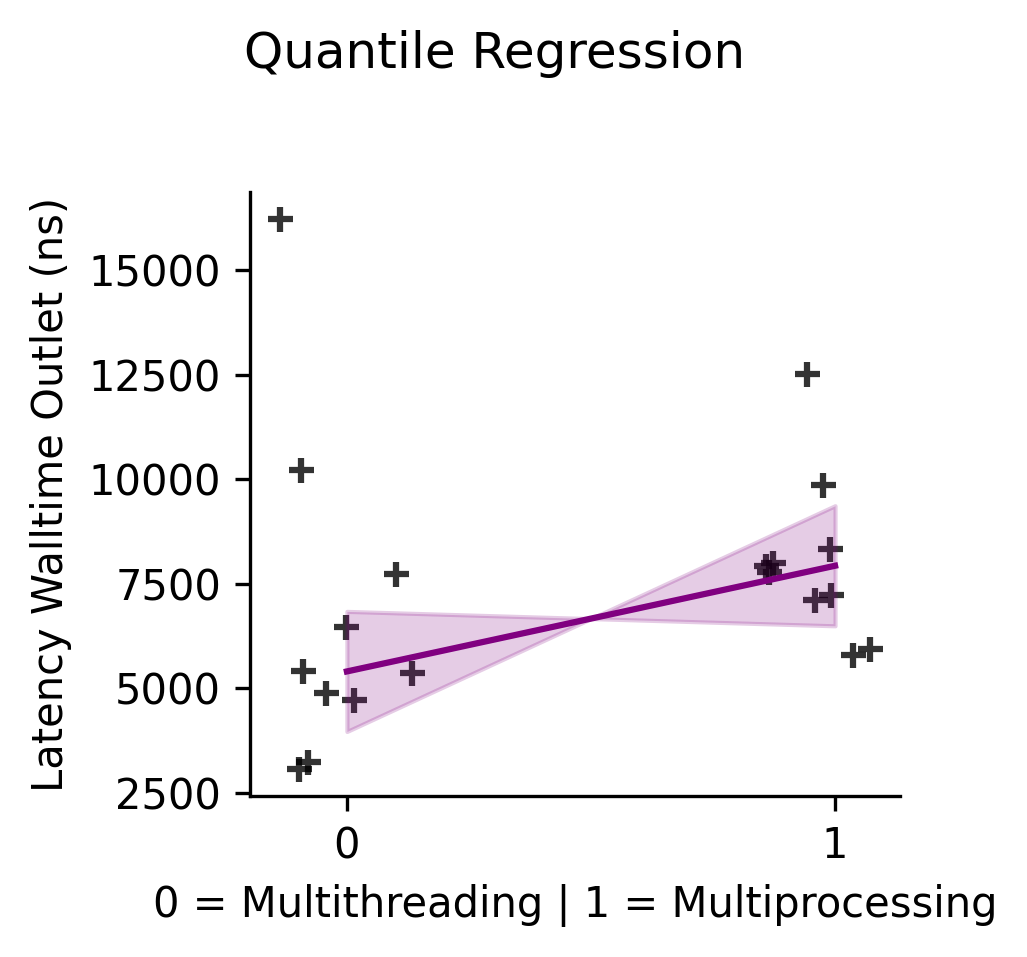 Quantile Regression
Latency Walltime Outlet (ns)
15000
12500
10000
7500
5000
2500
0 1
0 = Multithreading | 1 = Multiprocessing